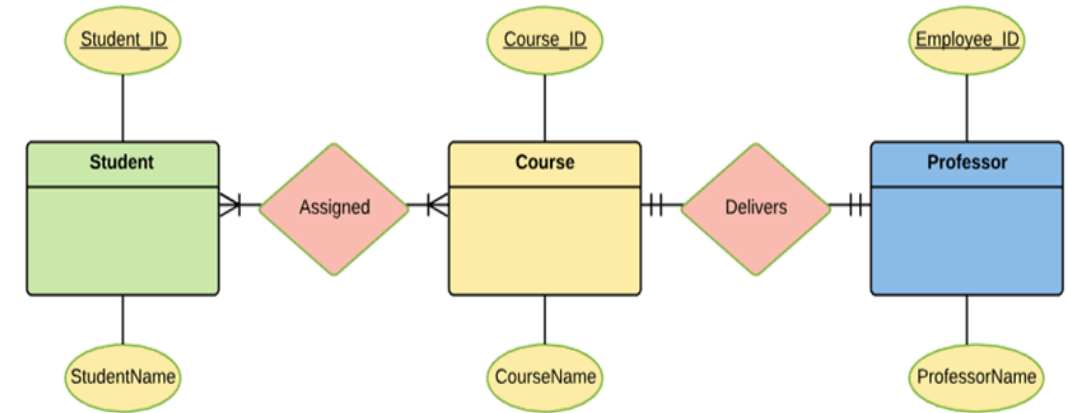 Student_ID
Course_ID
Employee_ID
Student
Course
Professor
Assigned
Delivers
StudentName
CourseName
ProfessorName